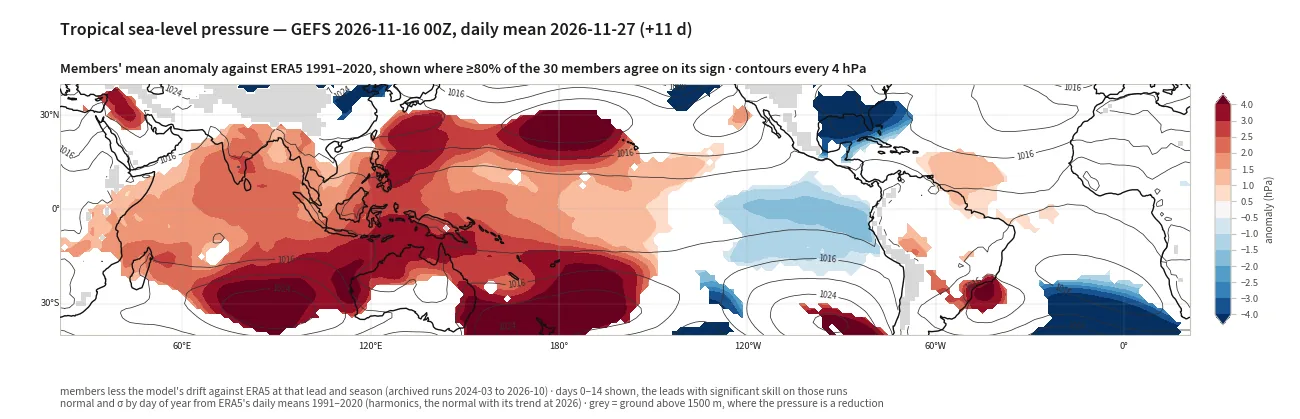 Tropical sea-level pressure — GEFS 2026-11-16 00Z, daily mean 2026-11-27 (+11 d)
Members' mean anomaly against ERA5 1991–2020, shown where ≥80% of the 30 members agree on its sign · contours every 4 hPa
1024
1024
1016
1016
1016
1016
1016
1016
1016
1016
1016
1016
1016
1024
1024
30°N
0°
30°S
60°E
120°E
180°
120°W
60°W
0°
4.0
3.0
2.5
2.0
1.5
1.0
0.5
−0.5
−1.0
−1.5
−2.0
−2.5
−3.0
−4.0
anomaly (hPa)
members less the model's drift against ERA5 at that lead and season (archived runs 2024-03 to 2026-10) · days 0–14 shown, the leads with significant skill on those runs
normal and σ by day of year from ERA5's daily means 1991–2020 (harmonics, the normal with its trend at 2026) · grey = ground above 1500 m, where the pressure is a reduction